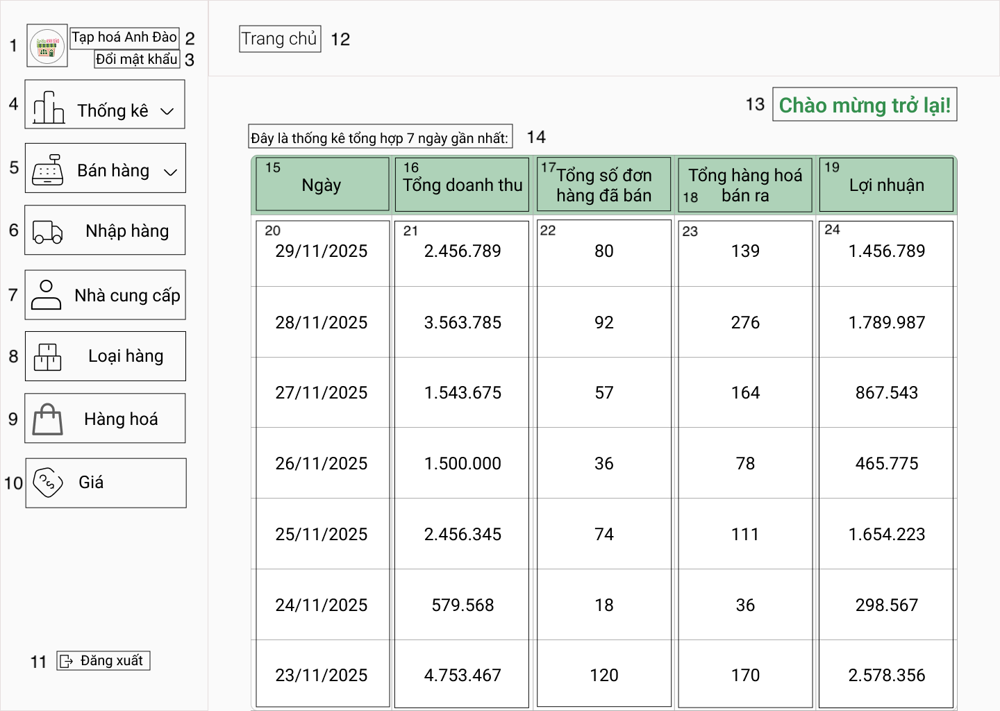 1
ANH ĐÀO
Tạp hoá Anh Đào 2
Đổi mật khẩu 3
4 Thống kê
5 Bán hàng
6 Nhập hàng
7 Nhà cung cấp
8 Loại hàng
9 Hàng hoá
10 Giá
11 Đăng xuất
Trang chủ 12
13 Chào mừng trở lại!
Đây là thống kê tổng hợp 7 ngày gần nhất: 14
15 Ngày
16 Tổng doanh thu
17 Tổng số đơn
hàng đã bán
Tổng hàng hoá
18 bán ra
19 Lợi nhuận
20 21 22 23 24
29/11/2025 2.456.789 80 139 1.456.789
28/11/2025 3.563.785 92 276 1.789.987
27/11/2025 1.543.675 57 164 867.543
26/11/2025 1.500.000 36 78 465.775
25/11/2025 2.456.345 74 111 1.654.223
24/11/2025 579.568 18 36 298.567
23/11/2025 4.753.467 120 170 2.578.356